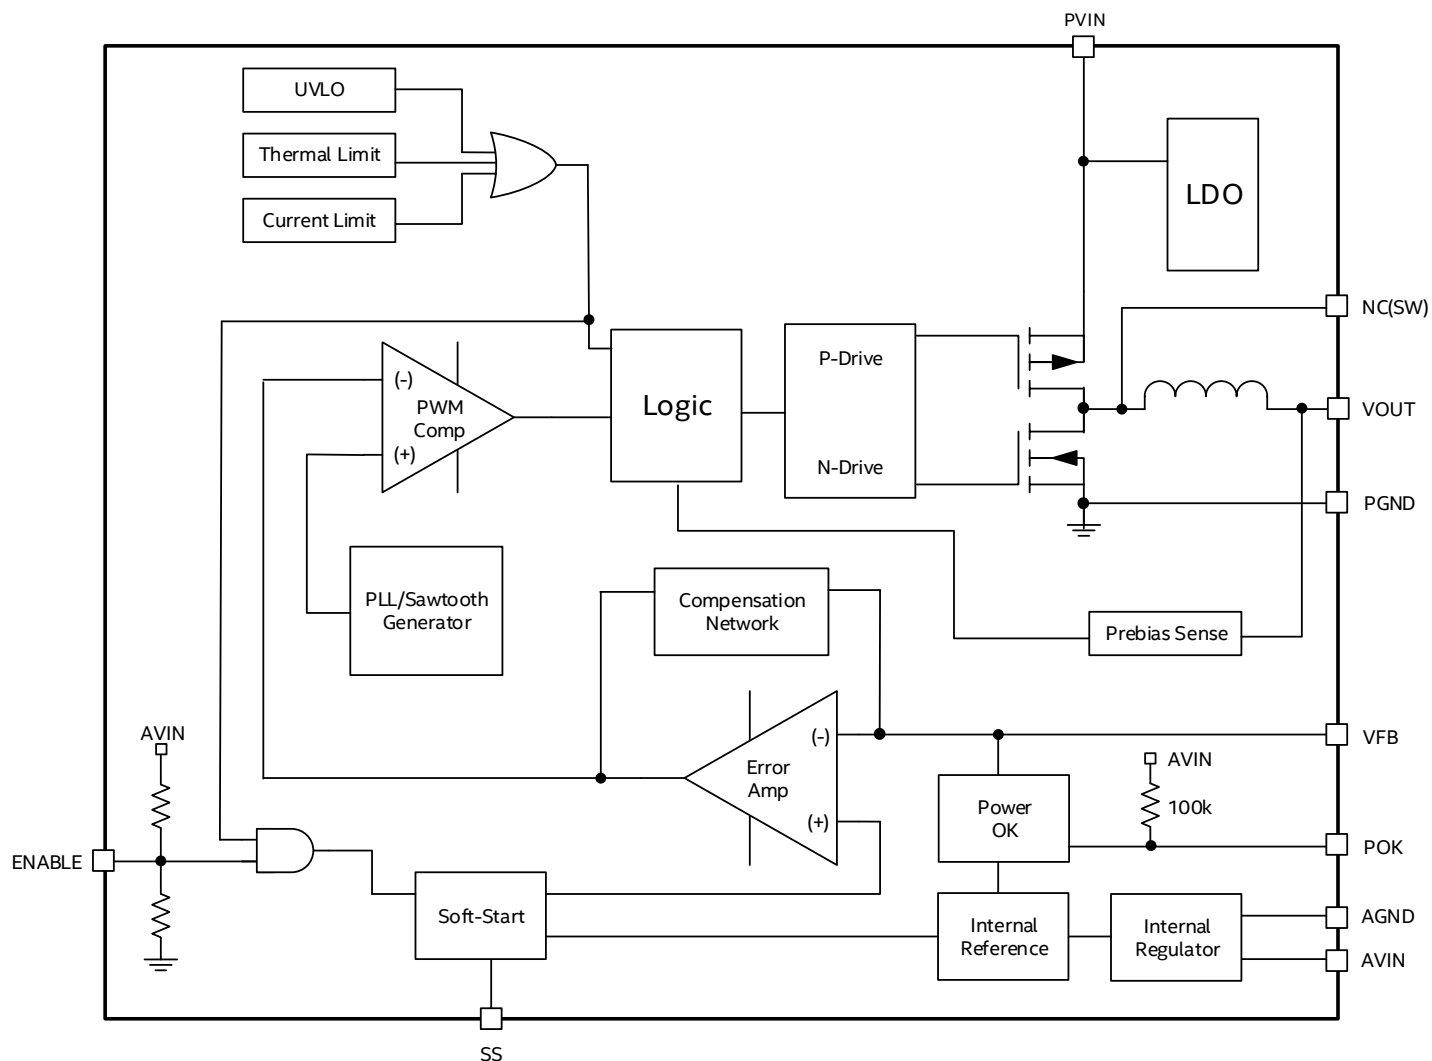 PVIN
UVLO
Thermal Limit
Current Limit
LDO
NC(SW)
(-)
PWM
Comp
(+)
Logic
P-Drive
N-Drive
VOUT
PGND
PLL/Sawtooth
Generator
Compensation
Network
Prebias Sense
AVIN
(-)
Error
Amp
(+)
VFB
AVIN
100k
Power
OK
POK
ENABLE
Soft-Start
Internal
Reference
Internal
Regulator
AGND
AVIN
SS